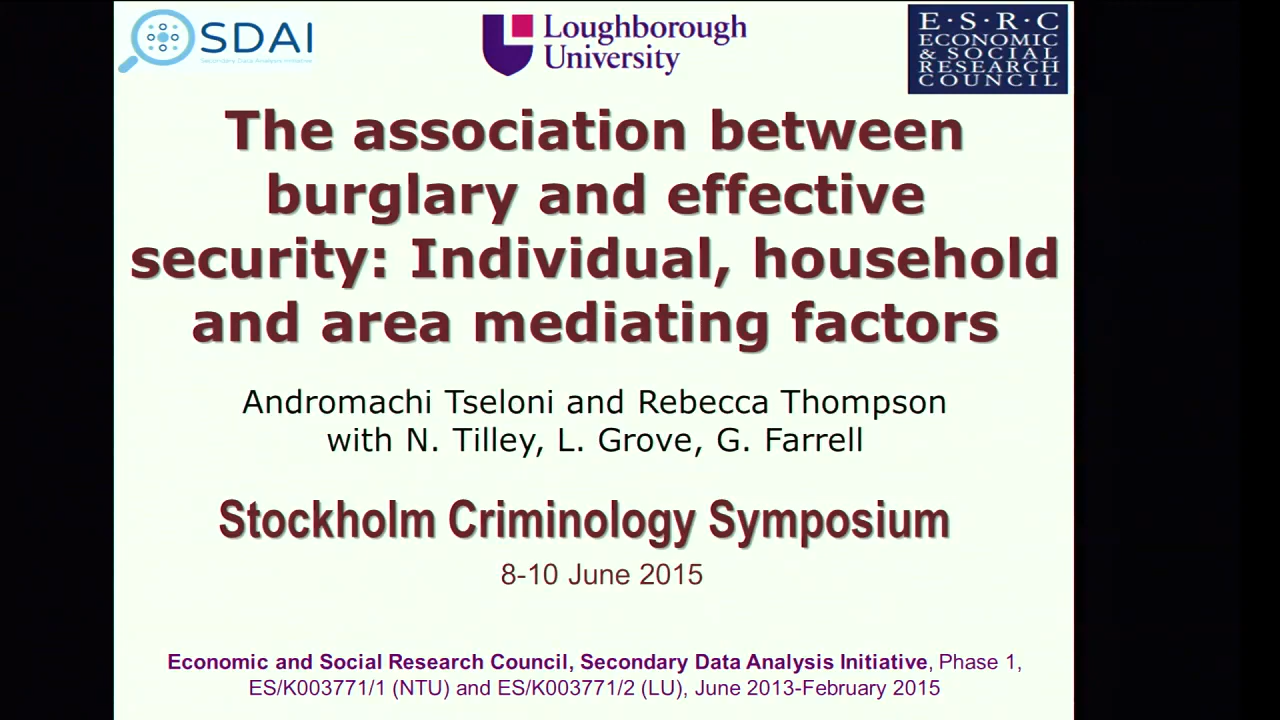 SDAI
Secondary Data Analysis Initiative
Loughborough
University
E·S·R·C
ECONOMIC
& SOCIAL
RESEARCH
COUNCIL
The association between
burglary and effective
security: Individual, household
and area mediating factors
Andromachi Tseloni and Rebecca Thompson
with N. Tilley, L. Grove, G. Farrell
Stockholm Criminology Symposium
8-10 June 2015
Economic and Social Research Council, Secondary Data Analysis Initiative, Phase 1,
ES/K003771/1 (NTU) and ES/K003771/2 (LU), June 2013-February 2015